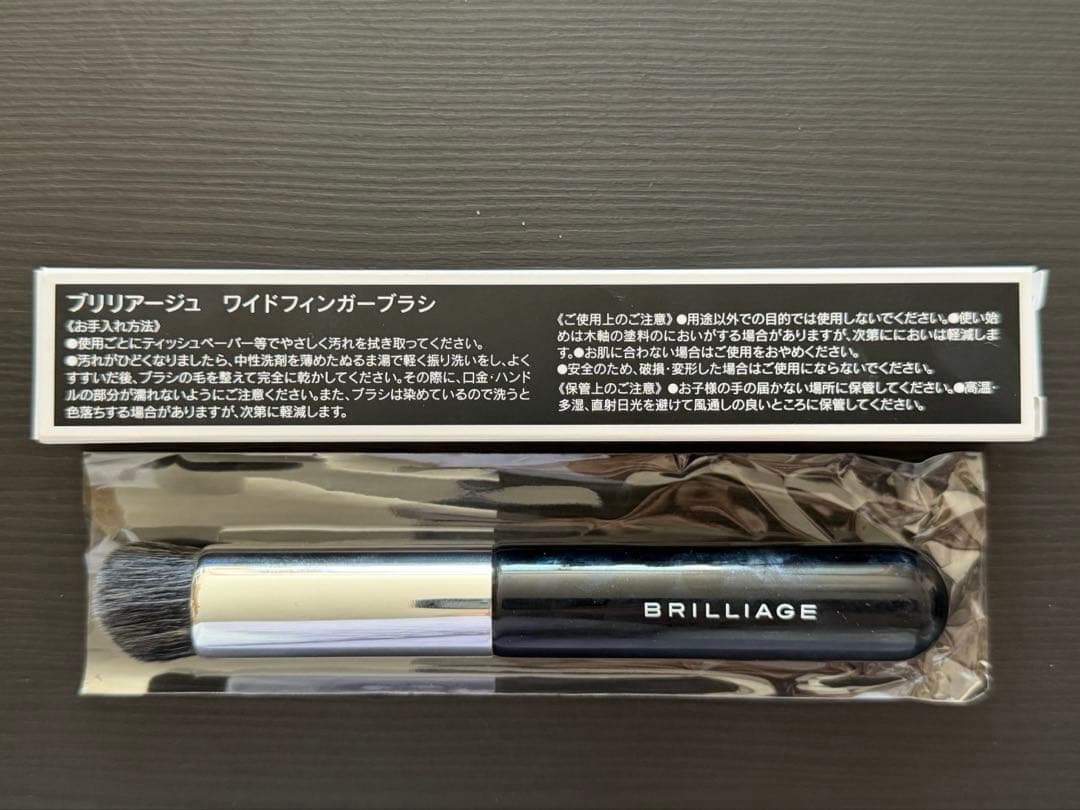 ブリリアージュ ワイドフィンガーブラシ
《お手入れ方法》
●使用ごとにティッシュペーパー等でやさしく汚れを拭き取ってください。
●汚れがひどくなりましたら、中性洗剤を薄めたぬるま湯で軽く振り洗いをし、よく
すすいだ後、ブラシの毛を整えて完全に乾かしてください。その際に、口金・ハンド
ルの部分が濡れないようにご注意ください。また、ブラシは染めているので洗うと
色落ちする場合がありますが、次第に軽減します。
《ご使用上のご注意》●用途以外での目的では使用しないでください。●使い始
めは木軸の塗料のにおいがする場合がありますが、次第ににおいは軽減しま
す。●お肌に合わない場合はご使用をおやめください。
●安全のため、破損・変形した場合はご使用にならないでください。
《保管上のご注意》●お子様の手の届かない場所に保管してください。●高温・
多湿、直射日光を避けて風通しの良いところに保管してください。
BRILLIAGE